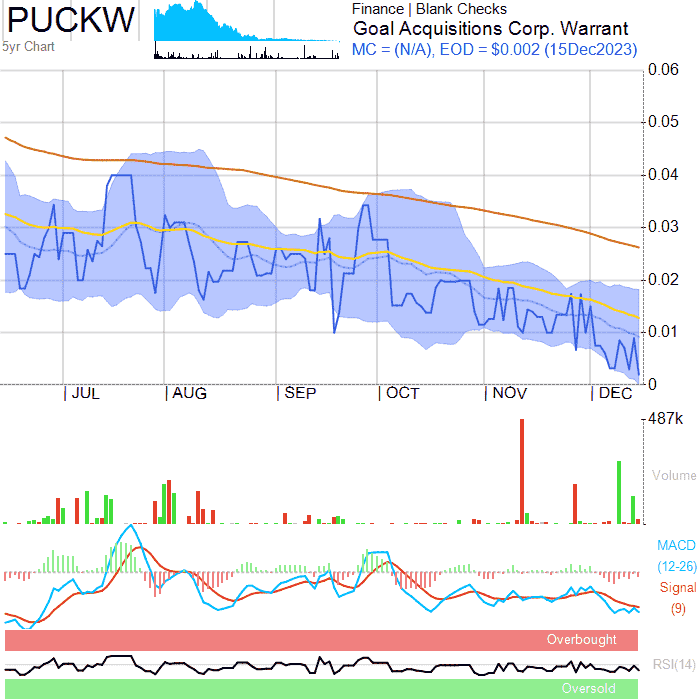 PUCKW
5yr Chart
Finance | Blank Checks
Goal Acquisitions Corp. Warrant
MC = (N/A), EOD = $0.002 (15Dec2023)
0.06
0.05
0.04
0.03
0.02
0.01
0
JUL AUG SEP OCT NOV DEC
487k
Volume
MACD
(12-26)
Signal
(9)
Overbought
RSI(14)
Oversold